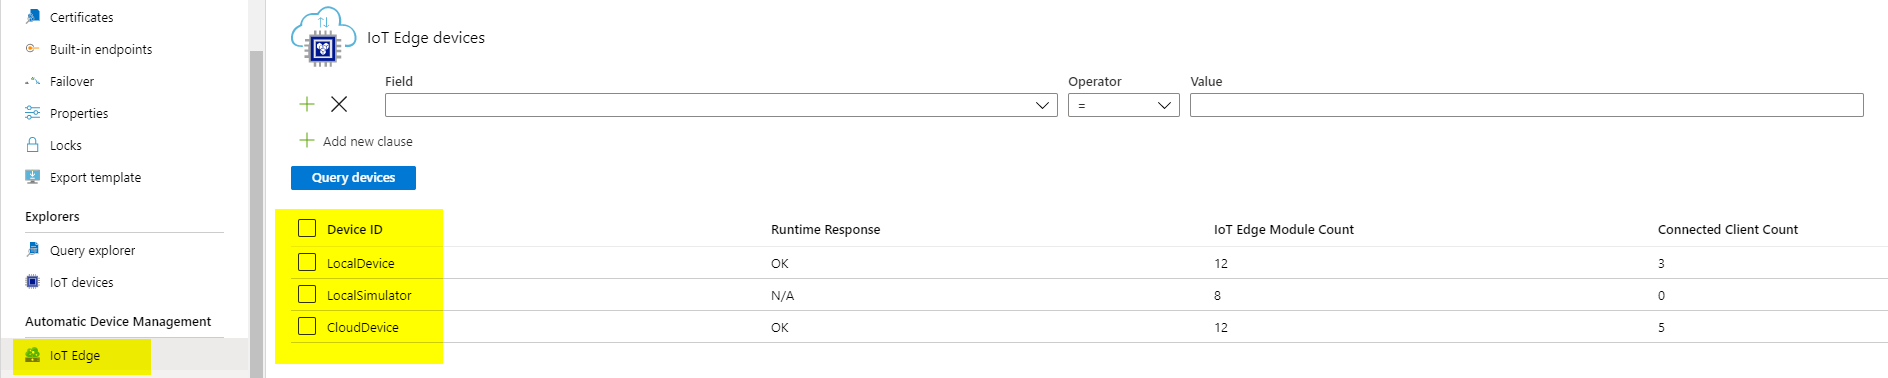 Certificates
Built-in endpoints
Failover
Properties
Locks
Export template
Explorers
Query explorer
IoT devices
Automatic Device Management
IoT Edge
IoT Edge devices
Field Operator Value
=
Add new clause
Query devices
Device ID Runtime Response IoT Edge Module Count Connected Client Count
LocalDevice OK 12 3
LocalSimulator N/A 8 0
CloudDevice OK 12 5